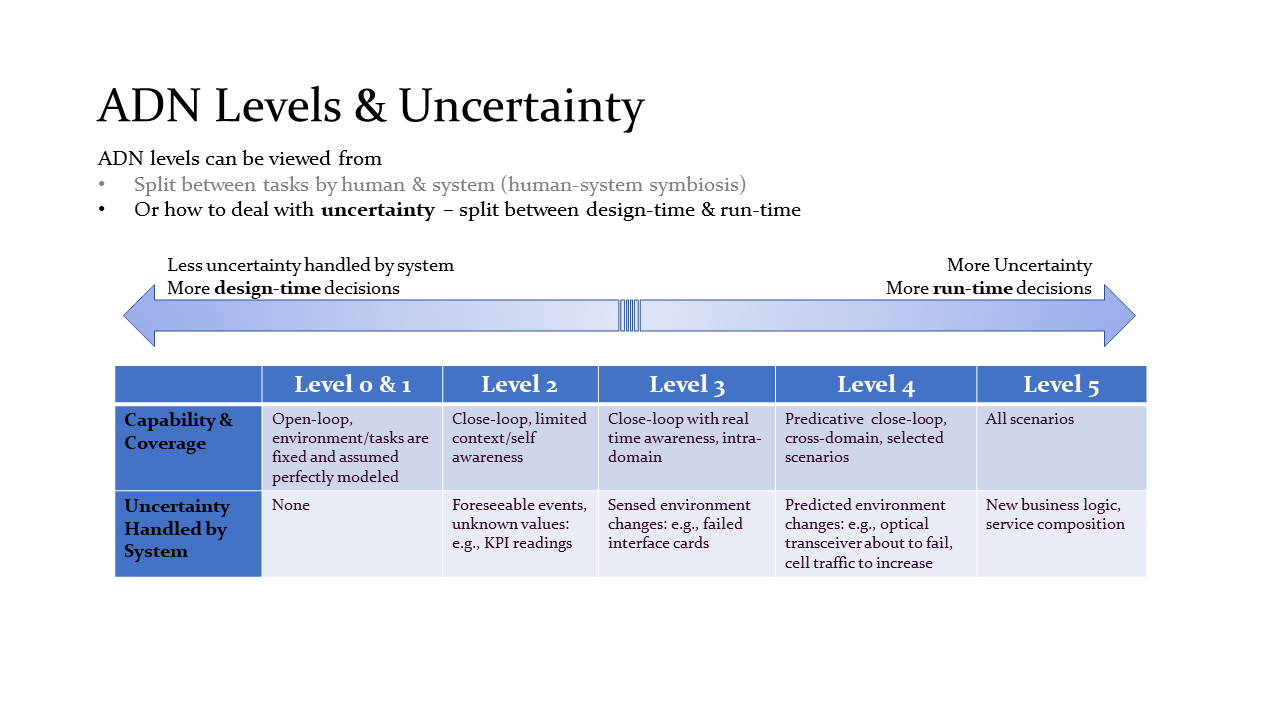 ADN Levels & Uncertainty
ADN levels can be viewed from
• Split between tasks by human & system (human-system symbiosis)
• Or how to deal with uncertainty – split between design-time & run-time
Less uncertainty handled by system
More design-time decisions
More Uncertainty
More run-time decisions
Level 0 & 1
Level 2
Level 3
Level 4
Level 5
Capability &
Coverage
Open-loop,
environment/tasks are
fixed and assumed
perfectly modeled
Close-loop, limited
context/self
awareness
Close-loop with real
time awareness, intra-
domain
Predicative close-loop,
cross-domain, selected
scenarios
All scenarios
Uncertainty
Handled by
System
None
Foreseeable events,
unknown values:
e.g., KPI readings
Sensed environment
changes: e.g., failed
interface cards
Predicted environment
changes: e.g., optical
transceiver about to fail,
cell traffic to increase
New business logic,
service composition